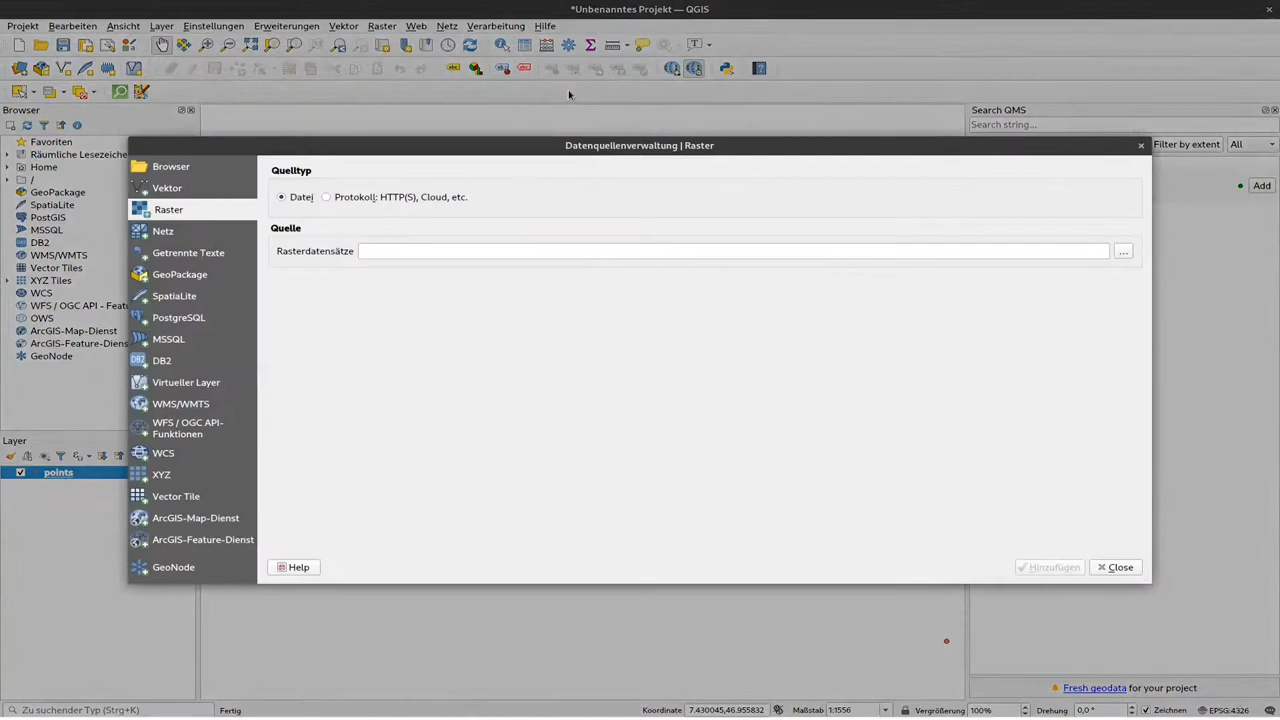 *Unbenanntes Projekt — QGIS
Projekt Bearbeiten Ansicht Layer Einstellungen Erweiterungen Vektor Raster Web Netz Verarbeitung Hilfe
Browser
Favoriten
Räumliche Lesezeiche
Home
/
GeoPackage
SpatiaLite
PostGIS
MSSQL
DB2
WMS/WMTS
Vector Tiles
XYZ Tiles
WCS
WFS / OGC API - Featu
OWS
ArcGIS-Map-Dienst
ArcGIS-Feature-Diens
GeoNode
Layer
points
Datenquellenverwaltung | Raster
Browser
Vektor
Raster
Netz
Getrennte Texte
GeoPackage
SpatiaLite
PostgreSQL
MSSQL
DB2
Virtueller Layer
WMS/WMTS
WFS / OGC API-
Funktionen
WCS
XYZ
Vector Tile
ArcGIS-Map-Dienst
ArcGIS-Feature-Dienst
GeoNode
Quelltyp
Datei Protokoll: HTTP(S), Cloud, etc.
Quelle
Rasterdatensätze …
Help Hinzufügen Close
Search QMS
Search string...
Filter by extent All
Add
Fresh geodata for your project
Zu suchender Typ (Strg+K) Fertig Koordinate 7.430045,46.955832 Maßstab 1:1556 Vergrößerung 100% Drehung 0,0 ° Zeichnen EPSG:4326